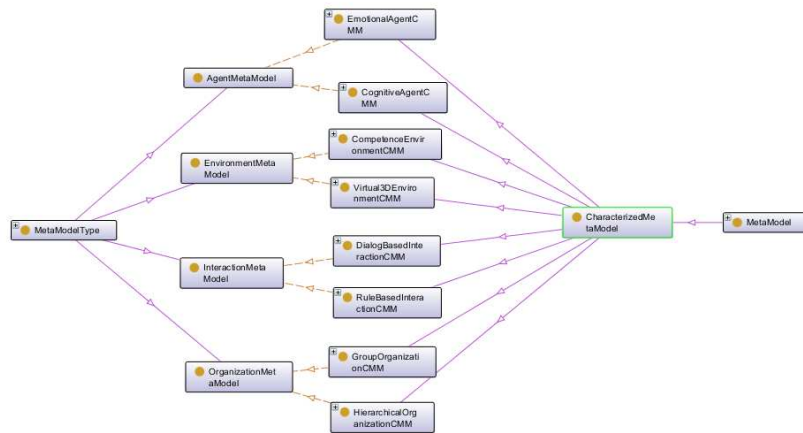 EmotionalAgentC
MM
AgentMetaModel
CognitiveAgentC
MM
CompetenceEnvir
onmentCMM
EnvironmentMeta
Model
Virtual3DEnviro
nmentCMM
CharacterizedMe
taModel
MetaModel
MetaModelType
DialogBasedInte
ractionCMM
InteractionMeta
Model
RuleBasedIntera
ctionCMM
GroupOrganizati
onCMM
OrganizationMet
aModel
HierarchicalOrg
anizationCMM